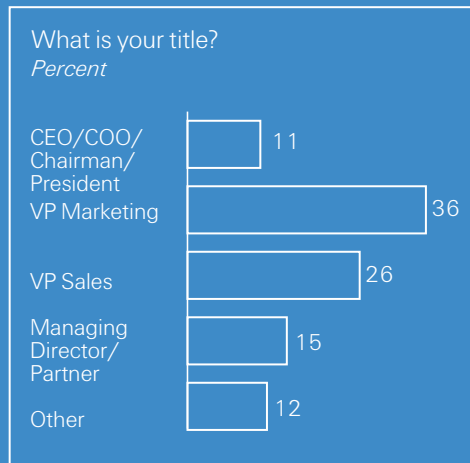 What is your title?
Percent
CEO/COO/
Chairman/
President
11
VP Marketing
36
VP Sales
26
Managing
Director/
Partner
15
Other
12